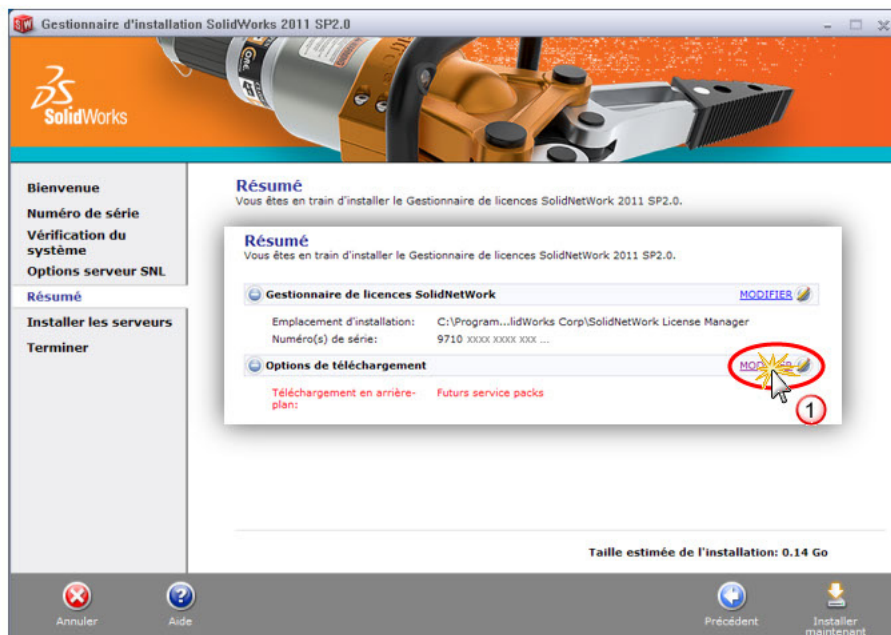 Gestionnaire d'installation SolidWorks 2011 SP2.0
SolidWorks
Bienvenue
Numéro de série
Vérification du
système
Options serveur SNL
Résumé
Installer les serveurs
Terminer
Résumé
Vous êtes en train d'installer le Gestionnaire de licences SolidNetWork 2011 SP2.0.
Résumé
Vous êtes en train d'installer le Gestionnaire de licences SolidNetWork 2011 SP2.0.
Gestionnaire de licences SolidNetWork MODIFIER
Emplacement d'installation: C:\Program...lidWorks Corp\SolidNetWork License Manager
Numéro(s) de série: 9710 xxxx xxxx xxx ...
Options de téléchargement MODIFIER
Téléchargement en arrière- Futurs service packs
plan:
1
Taille estimée de l'installation: 0.14 Go
Annuler
Aide
Précédent
Installer
maintenant